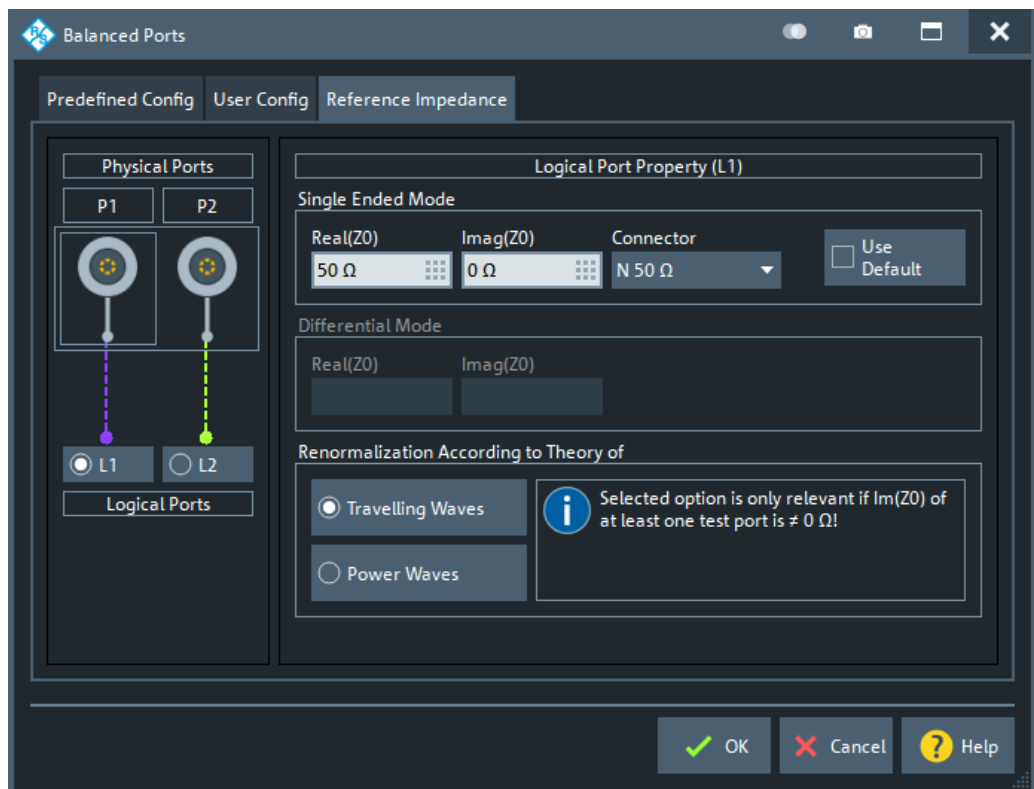 R&S Balanced Ports
Predefined Config User Config Reference Impedance
Physical Ports
P1 P2
L1 L2
Logical Ports
Logical Port Property (L1)
Single Ended Mode
Real(Z0) Imag(Z0) Connector
50 Ω 0 Ω N 50 Ω
Use
Default
Differential Mode
Real(Z0) Imag(Z0)
Renormalization According to Theory of
Travelling Waves
Power Waves
i
Selected option is only relevant if Im(Z0) of
at least one test port is ≠ 0 Ω!
OK Cancel ? Help